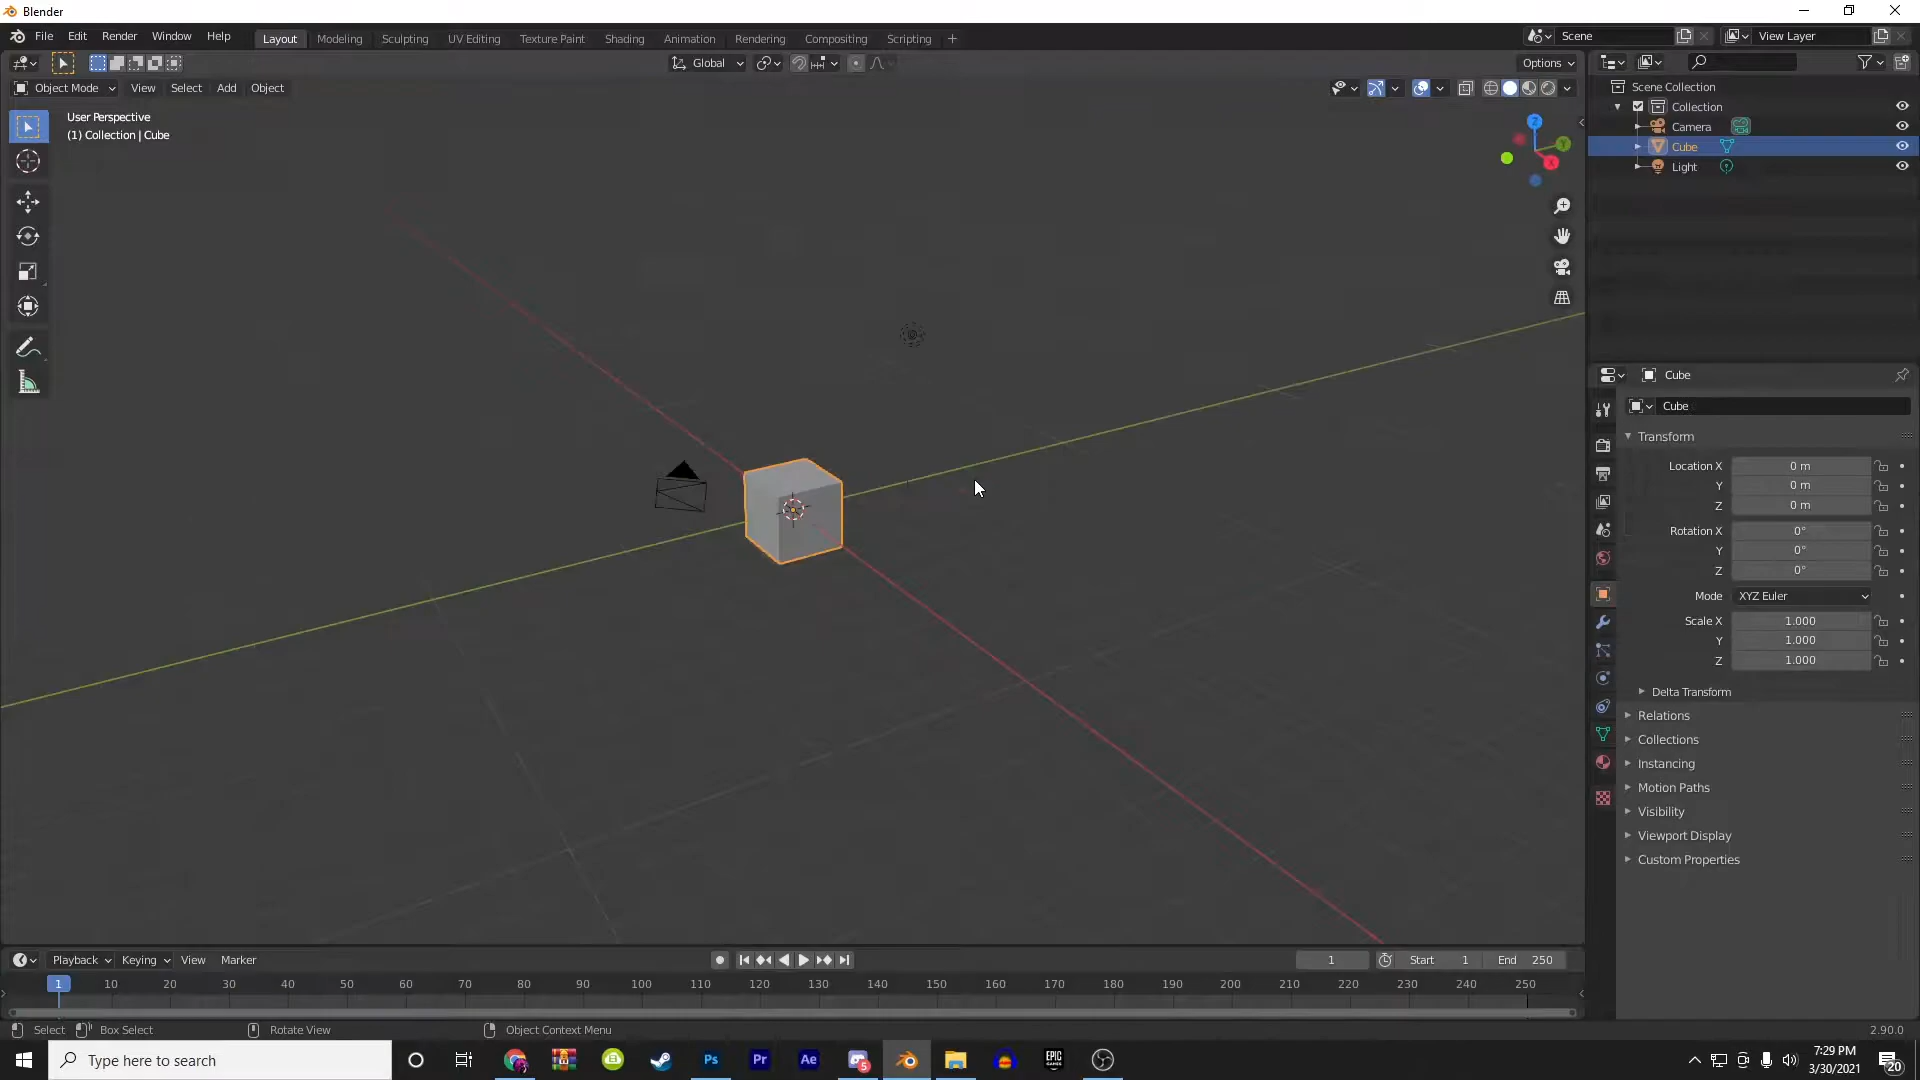 Blender
File Edit Render Window Help Layout Modeling Sculpting UV Editing Texture Paint Shading Animation Rendering Compositing Scripting + Scene View Layer
Global Options
Object Mode View Select Add Object
User Perspective
(1) Collection | Cube
Z
Y
X
Scene Collection
Collection
Camera
Cube
Light
Cube
Cube
Transform
Location X 0 m
Y 0 m
Z 0 m
Rotation X 0°
Y 0°
Z 0°
Mode XYZ Euler
Scale X 1.000
Y 1.000
Z 1.000
Delta Transform
Relations
Collections
Instancing
Motion Paths
Visibility
Viewport Display
Custom Properties
Playback Keying View Marker 1 Start 1 End 250
1 10 20 30 40 50 60 70 80 90 100 110 120 130 140 150 160 170 180 190 200 210 220 230 240 250
Select Box Select Rotate View Object Context Menu 2.90.0
Type here to search Ps Pr Ae 5 EPIC GAMES 7:29 PM
3/30/2021 20